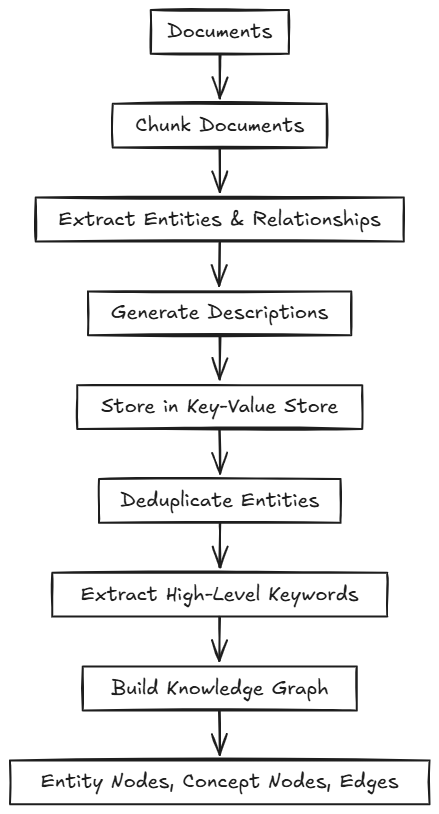 Documents
Chunk Documents
Extract Entities & Relationships
Generate Descriptions
Store in Key-Value Store
Deduplicate Entities
Extract High-Level Keywords
Build Knowledge Graph
Entity Nodes, Concept Nodes, Edges